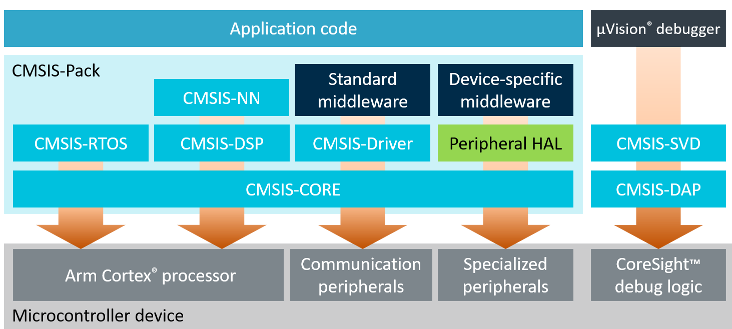 Application code
µVision® debugger
CMSIS-Pack
CMSIS-NN
Standard
middleware
Device-specific
middleware
CMSIS-RTOS
CMSIS-DSP
CMSIS-Driver
Peripheral HAL
CMSIS-SVD
CMSIS-CORE
CMSIS-DAP
Arm Cortex® processor
Communication
peripherals
Specialized
peripherals
CoreSight™
debug logic
Microcontroller device